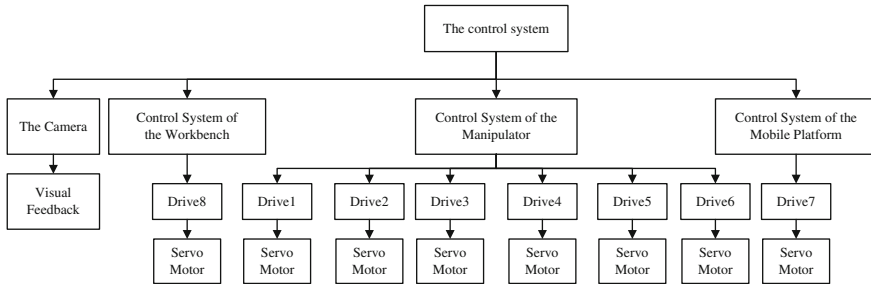 The control system
The Camera
Control System of
the Workbench
Control System of the
Manipulator
Control System of the
Mobile Platform
Visual
Feedback
Drive8
Drive1
Drive2
Drive3
Drive4
Drive5
Drive6
Drive7
Servo
Motor
Servo
Motor
Servo
Motor
Servo
Motor
Servo
Motor
Servo
Motor
Servo
Motor
Servo
Motor